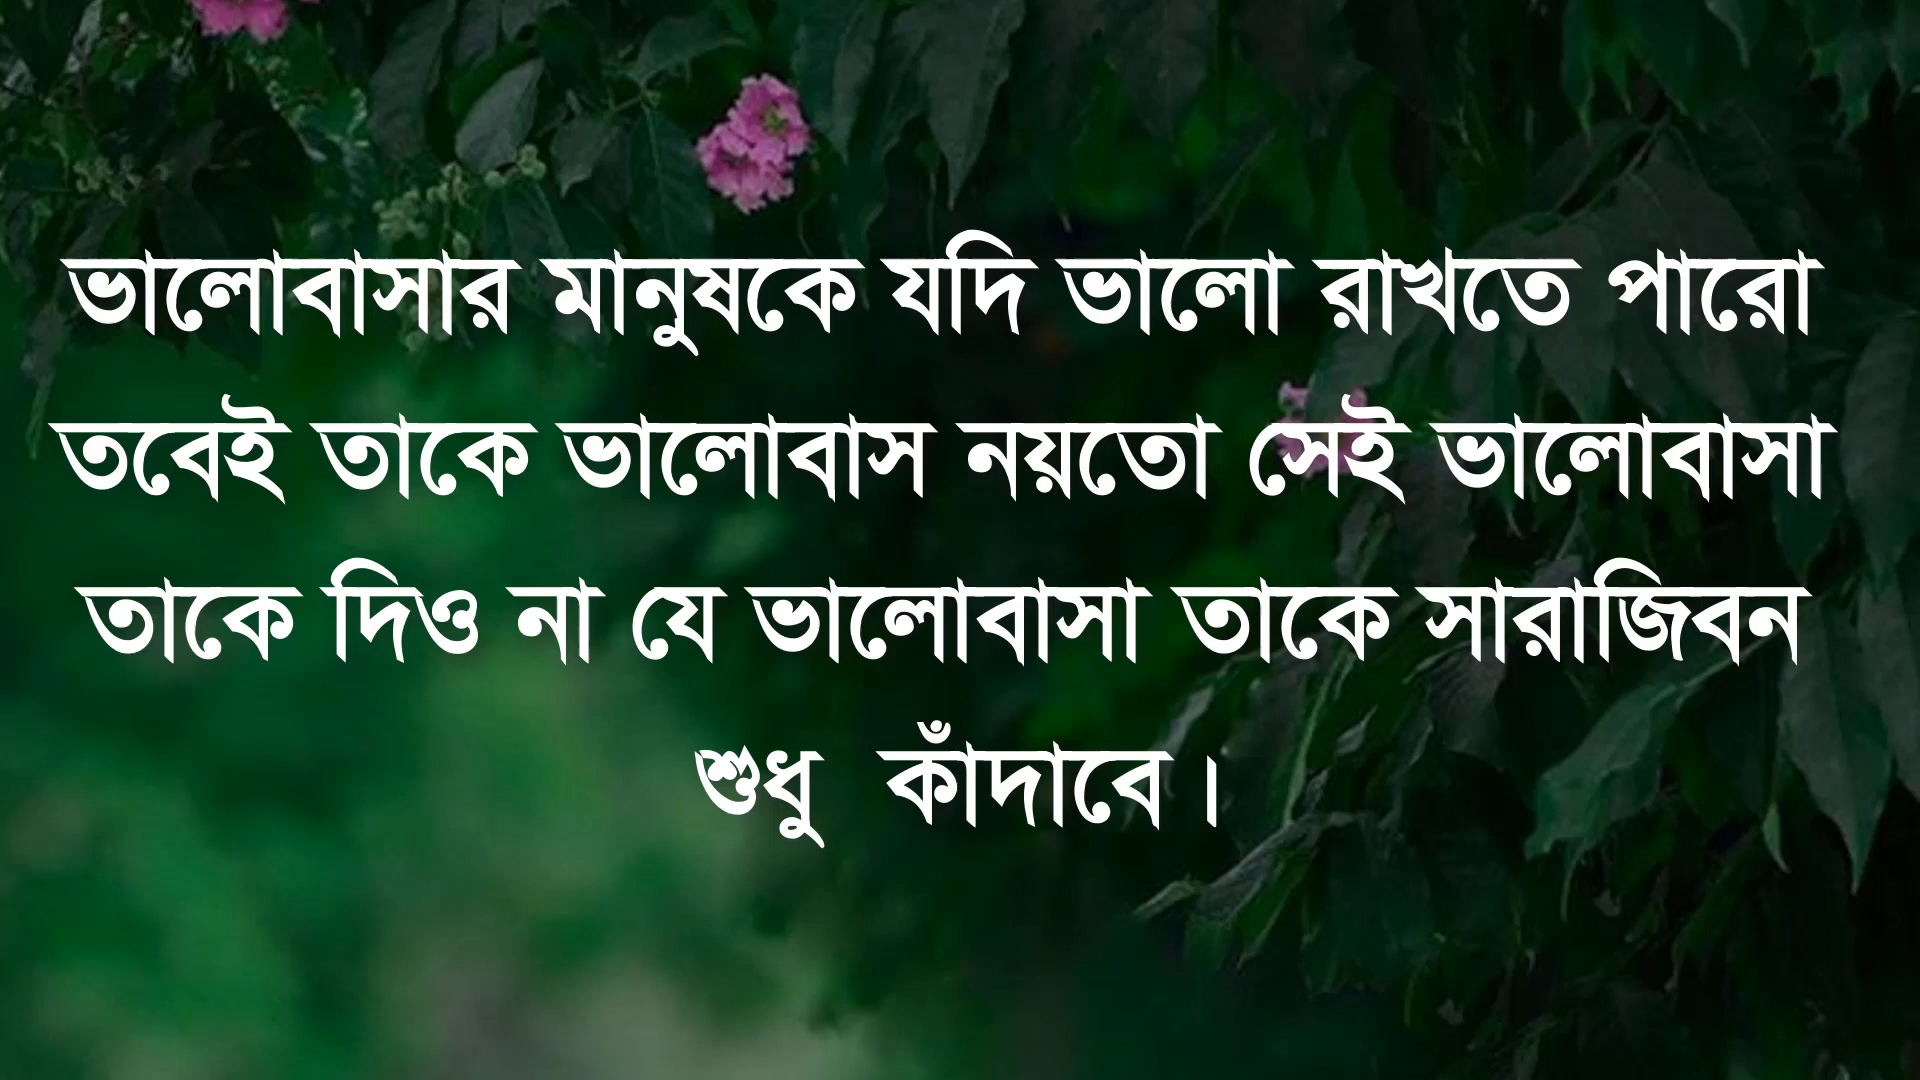 ভালোবাসার মানুষকে যদি ভালো রাখতে পারো
তবেই তাকে ভালোবাস নয়তো সেই ভালোবাসা
তাকে দিও না যে ভালোবাসা তাকে সারাজিবন
শুধু কাঁদাবে।